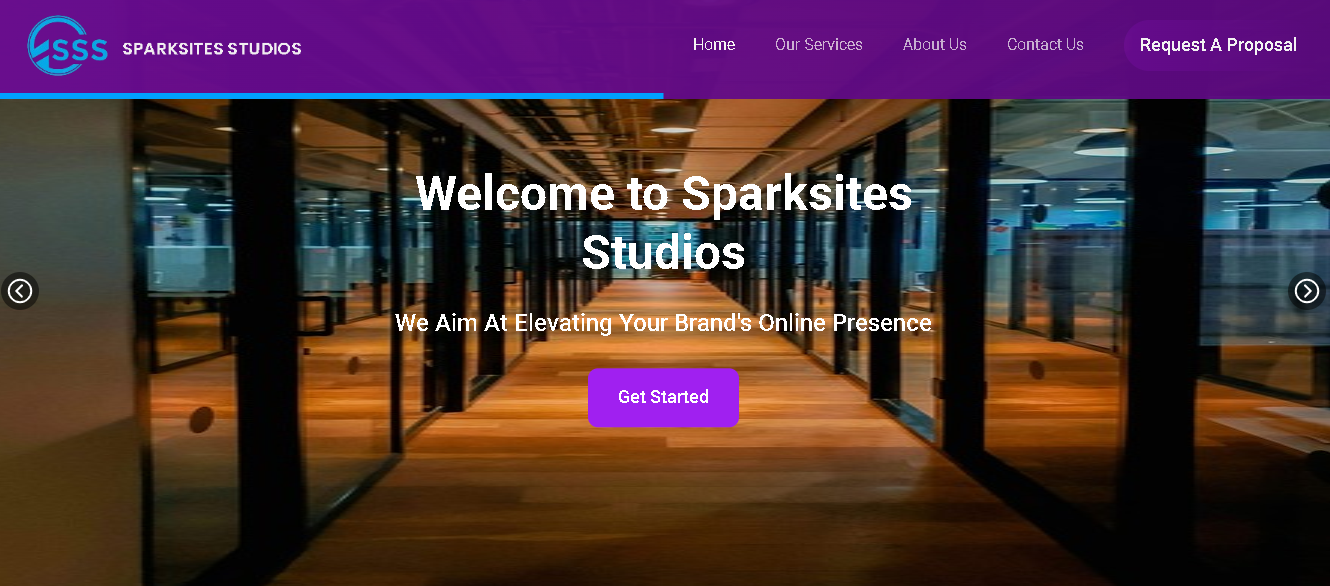 SSS SPARKSITES STUDIOS
Home Our Services About Us Contact Us Request A Proposal
Welcome to Sparksites
Studios
We Aim At Elevating Your Brand's Online Presence
Get Started